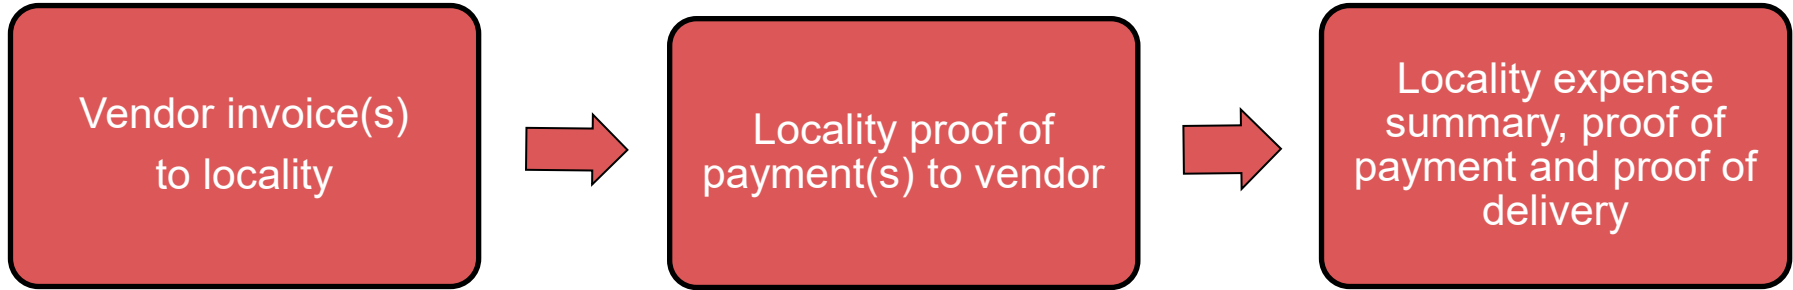 Vendor invoice(s)
to locality
Locality proof of
payment(s) to vendor
Locality expense
summary, proof of
payment and proof of
delivery